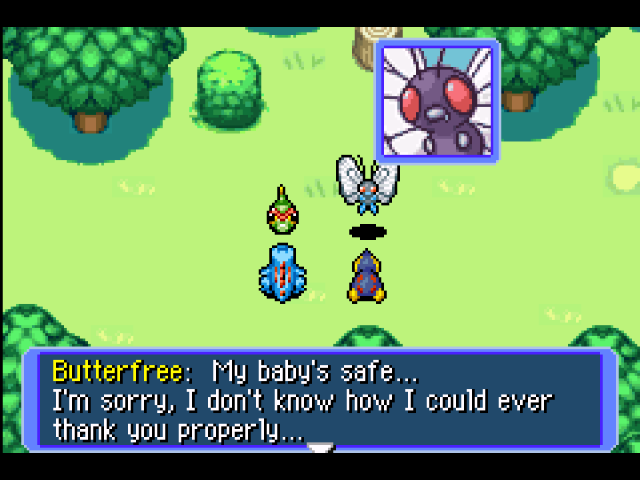 Butterfree: My baby's safe...
I'm sorry, I don't know how I could ever
thank you properly...